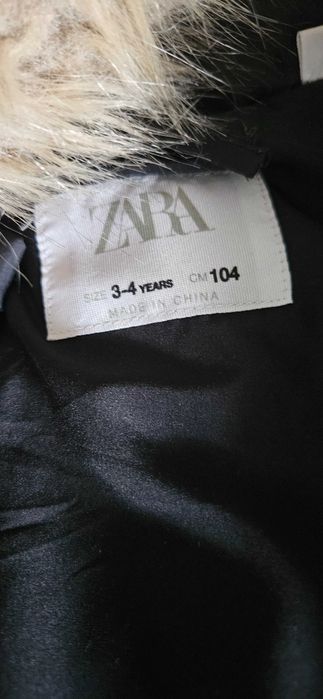 ZARA
SIZE 3-4 YEARS CM 104
MADE IN CHINA